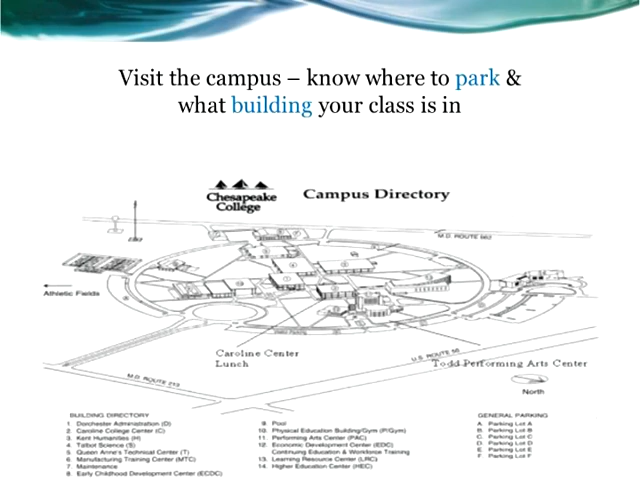 Visit the campus – know where to park &
what building your class is in
Chesapeake
College
Campus Directory
M.D. ROUTE 662
Athletic Fields
Caroline Center
Lunch
U.S. ROUTE 50
Todd Performing Arts Center
M.D. ROUTE 213
North
BUILDING DIRECTORY
1 Dorchester Administration (D)
2 Caroline College Center (C)
3 Kent Humanities (H)
4 Talbot Science (S)
5 Queen Anne's Technical Center (T)
6 Manufacturing Training Center (MTC)
7 Maintenance
8 Early Childhood Development Center (ECDC)
9. Pool
10. Physical Education Building/Gym (P/Gym)
11. Performing Arts Center (PAC)
12. Economic Development Center (EDC)
Continuing Education & Workforce Training
13. Learning Resource Center (LRC)
14. Higher Education Center (HEC)
GENERAL PARKING
A Parking Lot A
B Parking Lot B
C Parking Lot C
D Parking Lot D
E Parking Lot E
F Parking Lot F